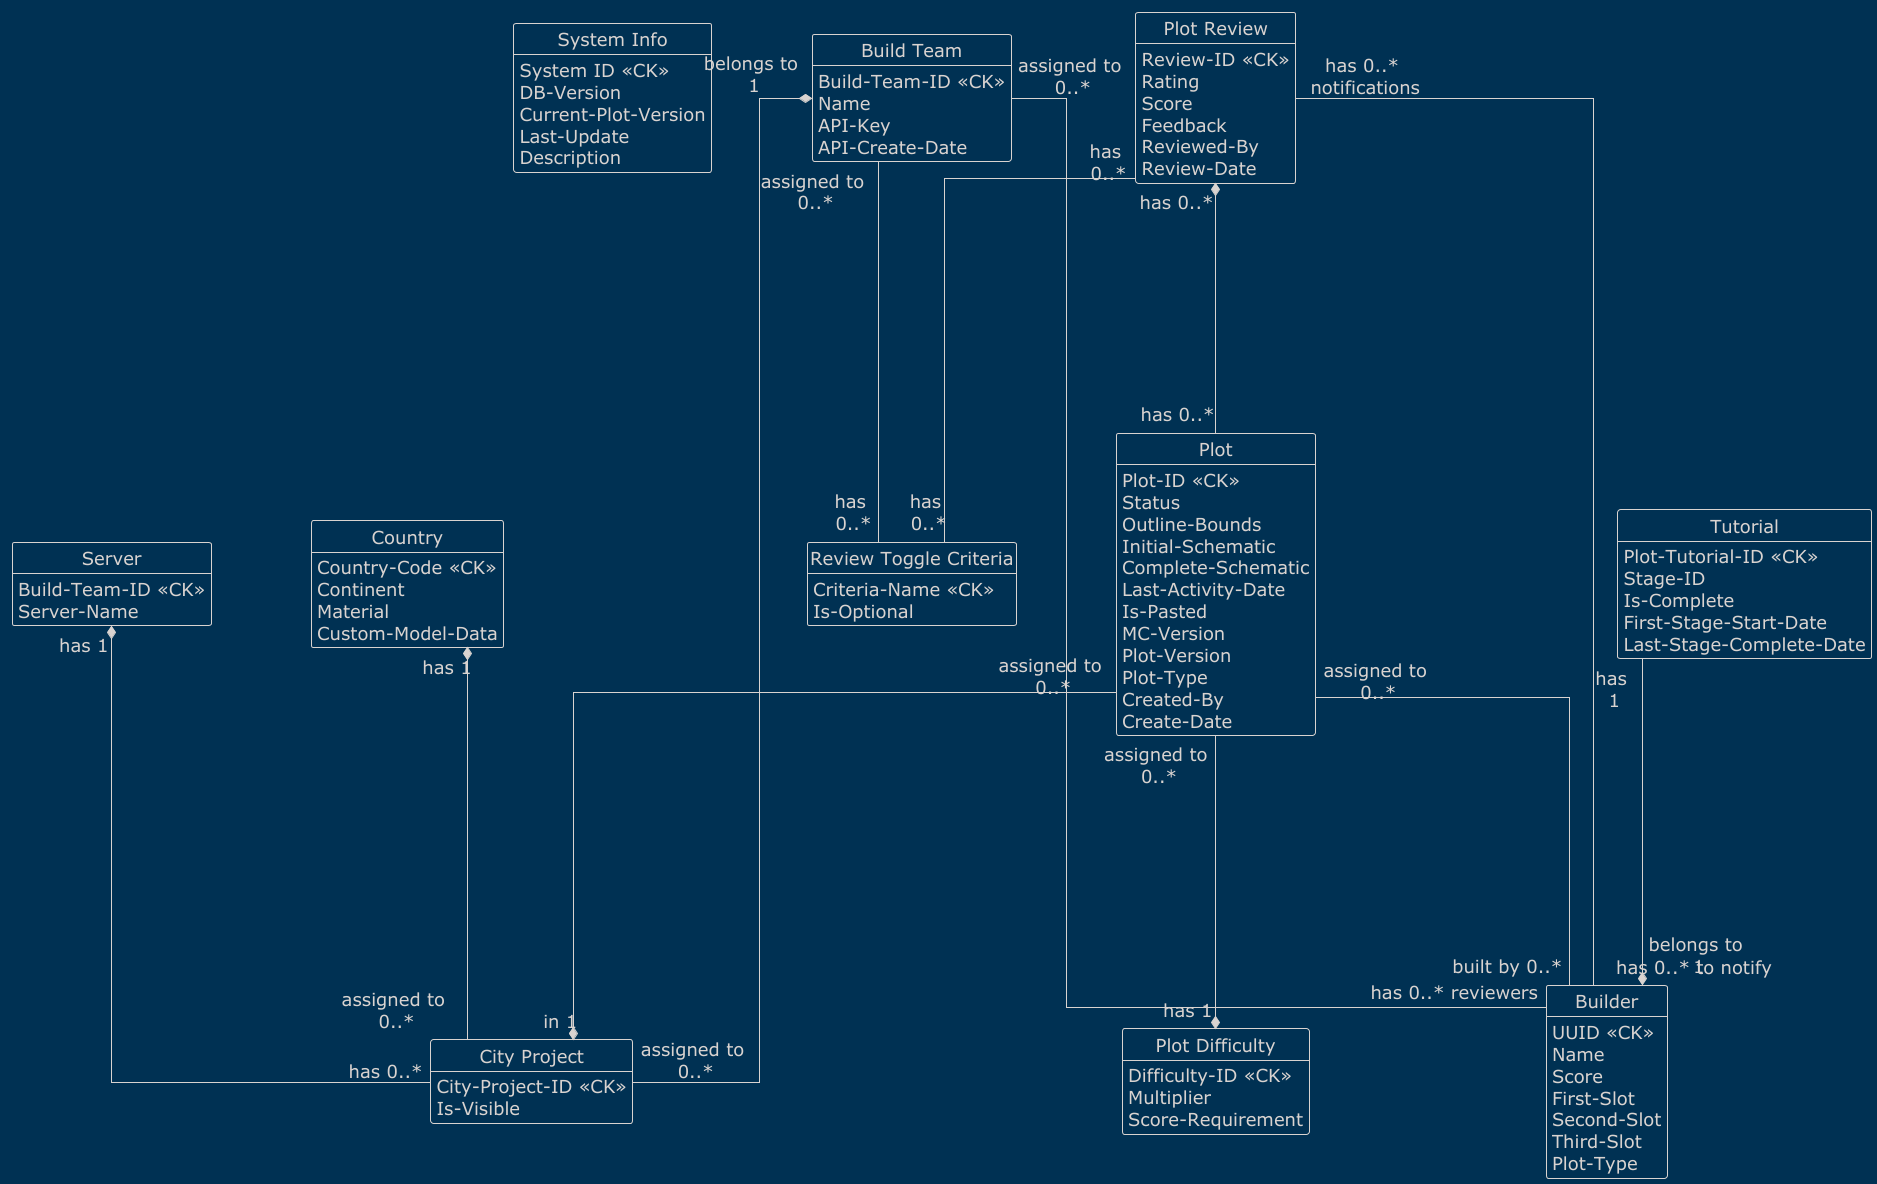 System Info
System ID «CK»
DB-Version
Current-Plot-Version
Last-Update
Description
belongs to
1
Build Team
Build-Team-ID «CK»
Name
API-Key
API-Create-Date
assigned to
0..*
Plot Review
Review-ID «CK»
Rating
Score
Feedback
Reviewed-By
Review-Date
has 0..*
notifications
has
0..*
assigned to
0..*
has 0..*
has 0..*
Plot
Plot-ID «CK»
Status
Outline-Bounds
Initial-Schematic
Complete-Schematic
Last-Activity-Date
Is-Pasted
MC-Version
Plot-Version
Plot-Type
Created-By
Create-Date
has
0..*
has
0..*
Server
Build-Team-ID «CK»
Server-Name
has 1
Country
Country-Code «CK»
Continent
Material
Custom-Model-Data
has 1
Review Toggle Criteria
Criteria-Name «CK»
Is-Optional
Tutorial
Plot-Tutorial-ID «CK»
Stage-ID
Is-Complete
First-Stage-Start-Date
Last-Stage-Complete-Date
assigned to
0..*
assigned to
0..*
has
1
assigned to
0..*
belongs to
1
built by 0..*
has 0..* to notify
has 0..* reviewers
assigned to
0..*
in 1
has 1
City Project
City-Project-ID «CK»
Is-Visible
has 0..*
assigned to
0..*
Plot Difficulty
Difficulty-ID «CK»
Multiplier
Score-Requirement
Builder
UUID «CK»
Name
Score
First-Slot
Second-Slot
Third-Slot
Plot-Type